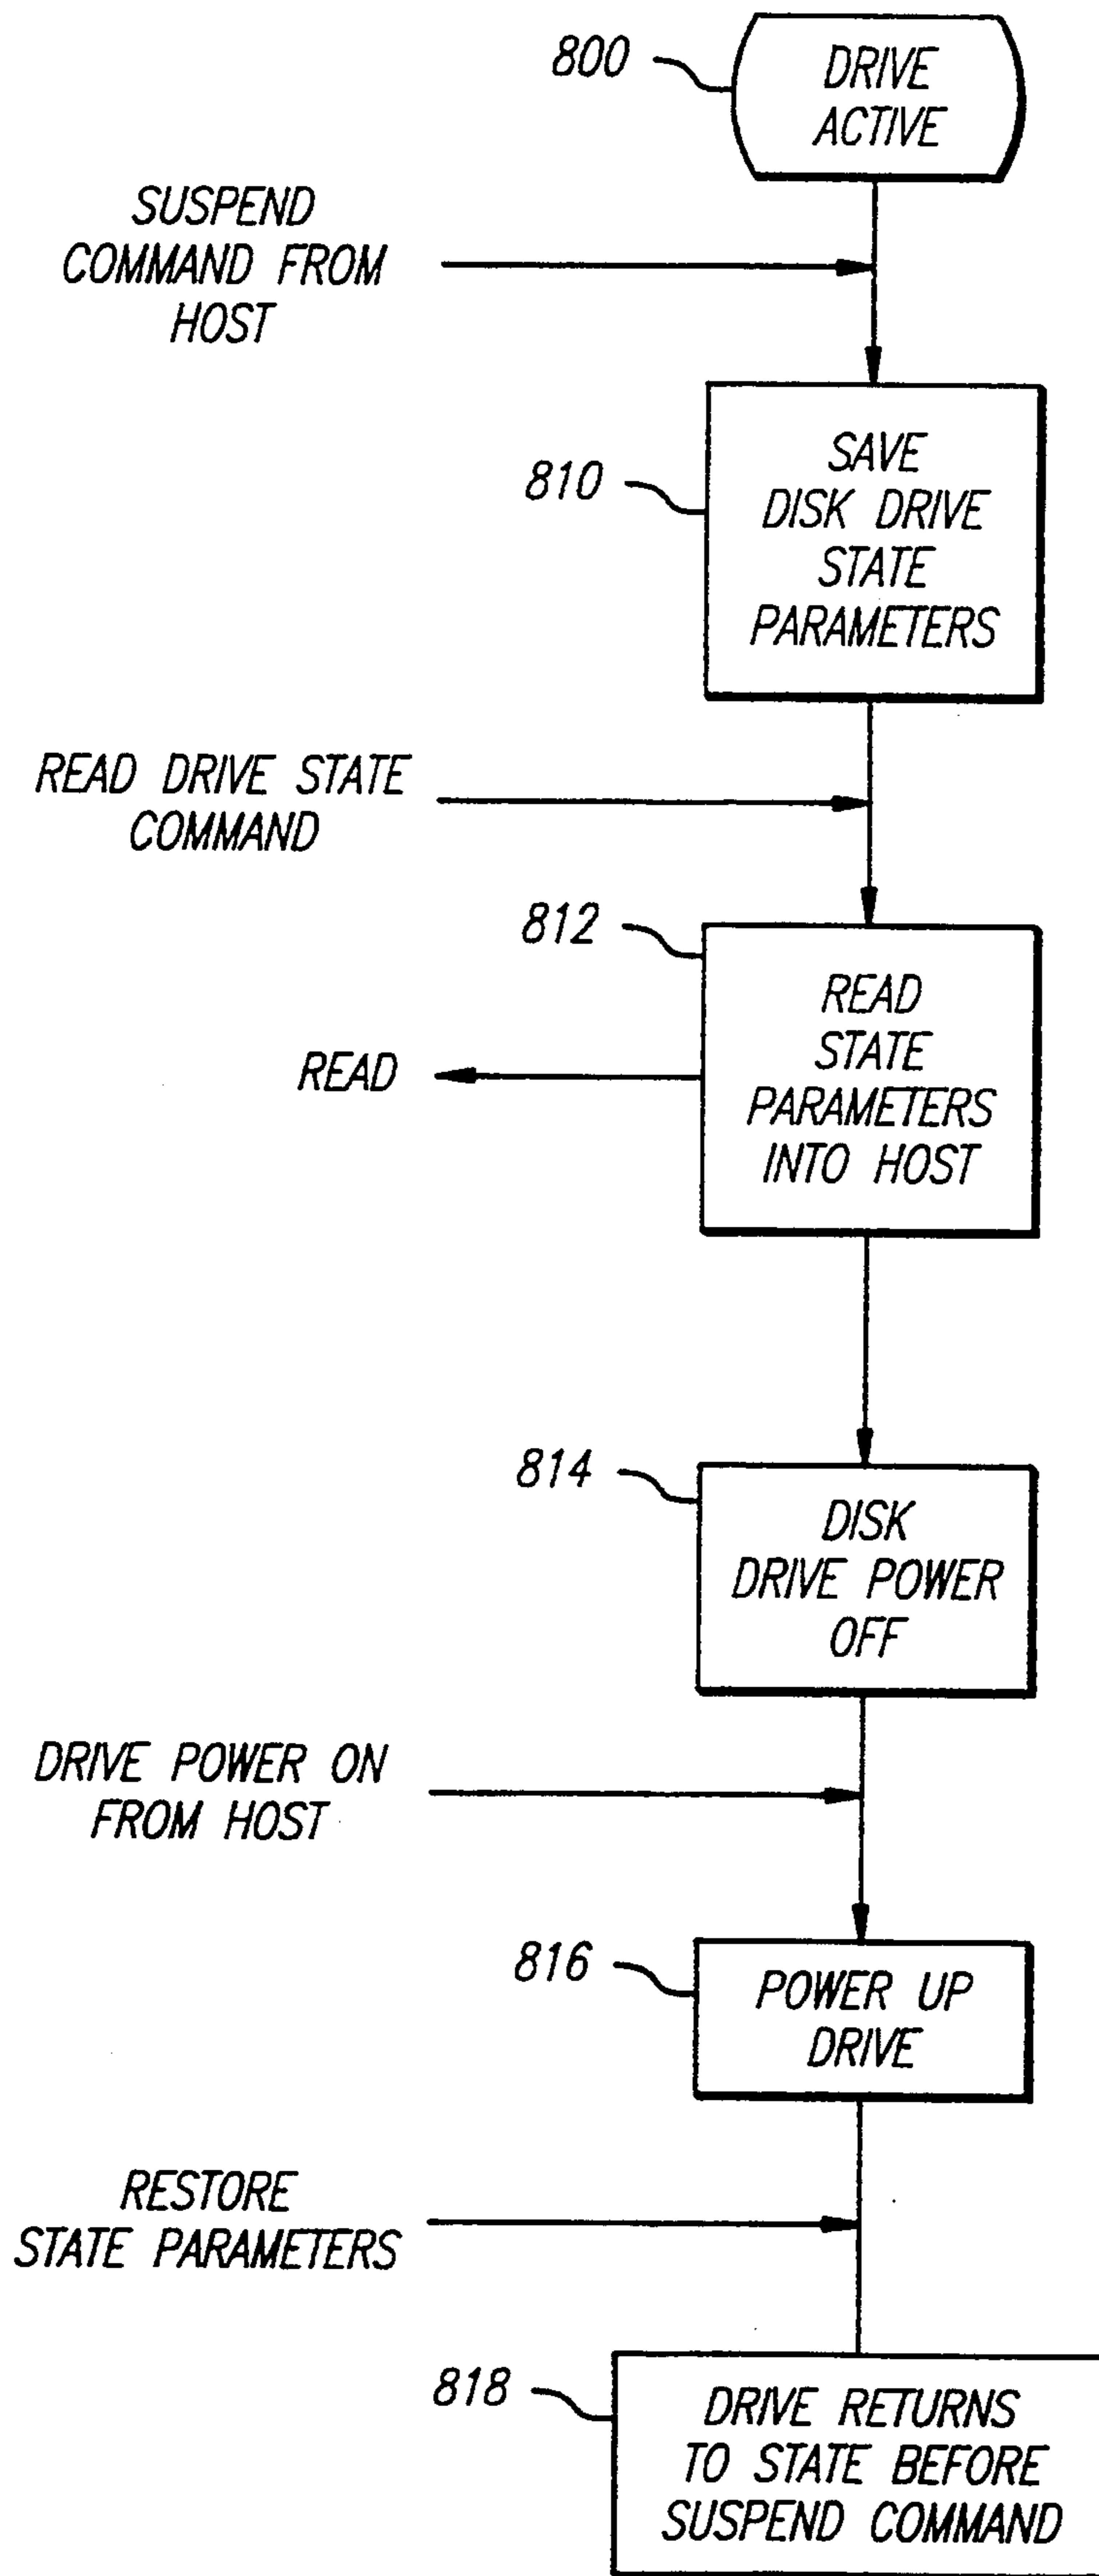 800
DRIVE
ACTIVE
SUSPEND
COMMAND FROM
HOST
810
SAVE
DISK DRIVE
STATE
PARAMETERS
READ DRIVE STATE
COMMAND
812
READ
STATE
PARAMETERS
INTO HOST
READ
814
DISK
DRIVE POWER
OFF
DRIVE POWER ON
FROM HOST
816
POWER UP
DRIVE
RESTORE
STATE PARAMETERS
818
DRIVE RETURNS
TO STATE BEFORE
SUSPEND COMMAND